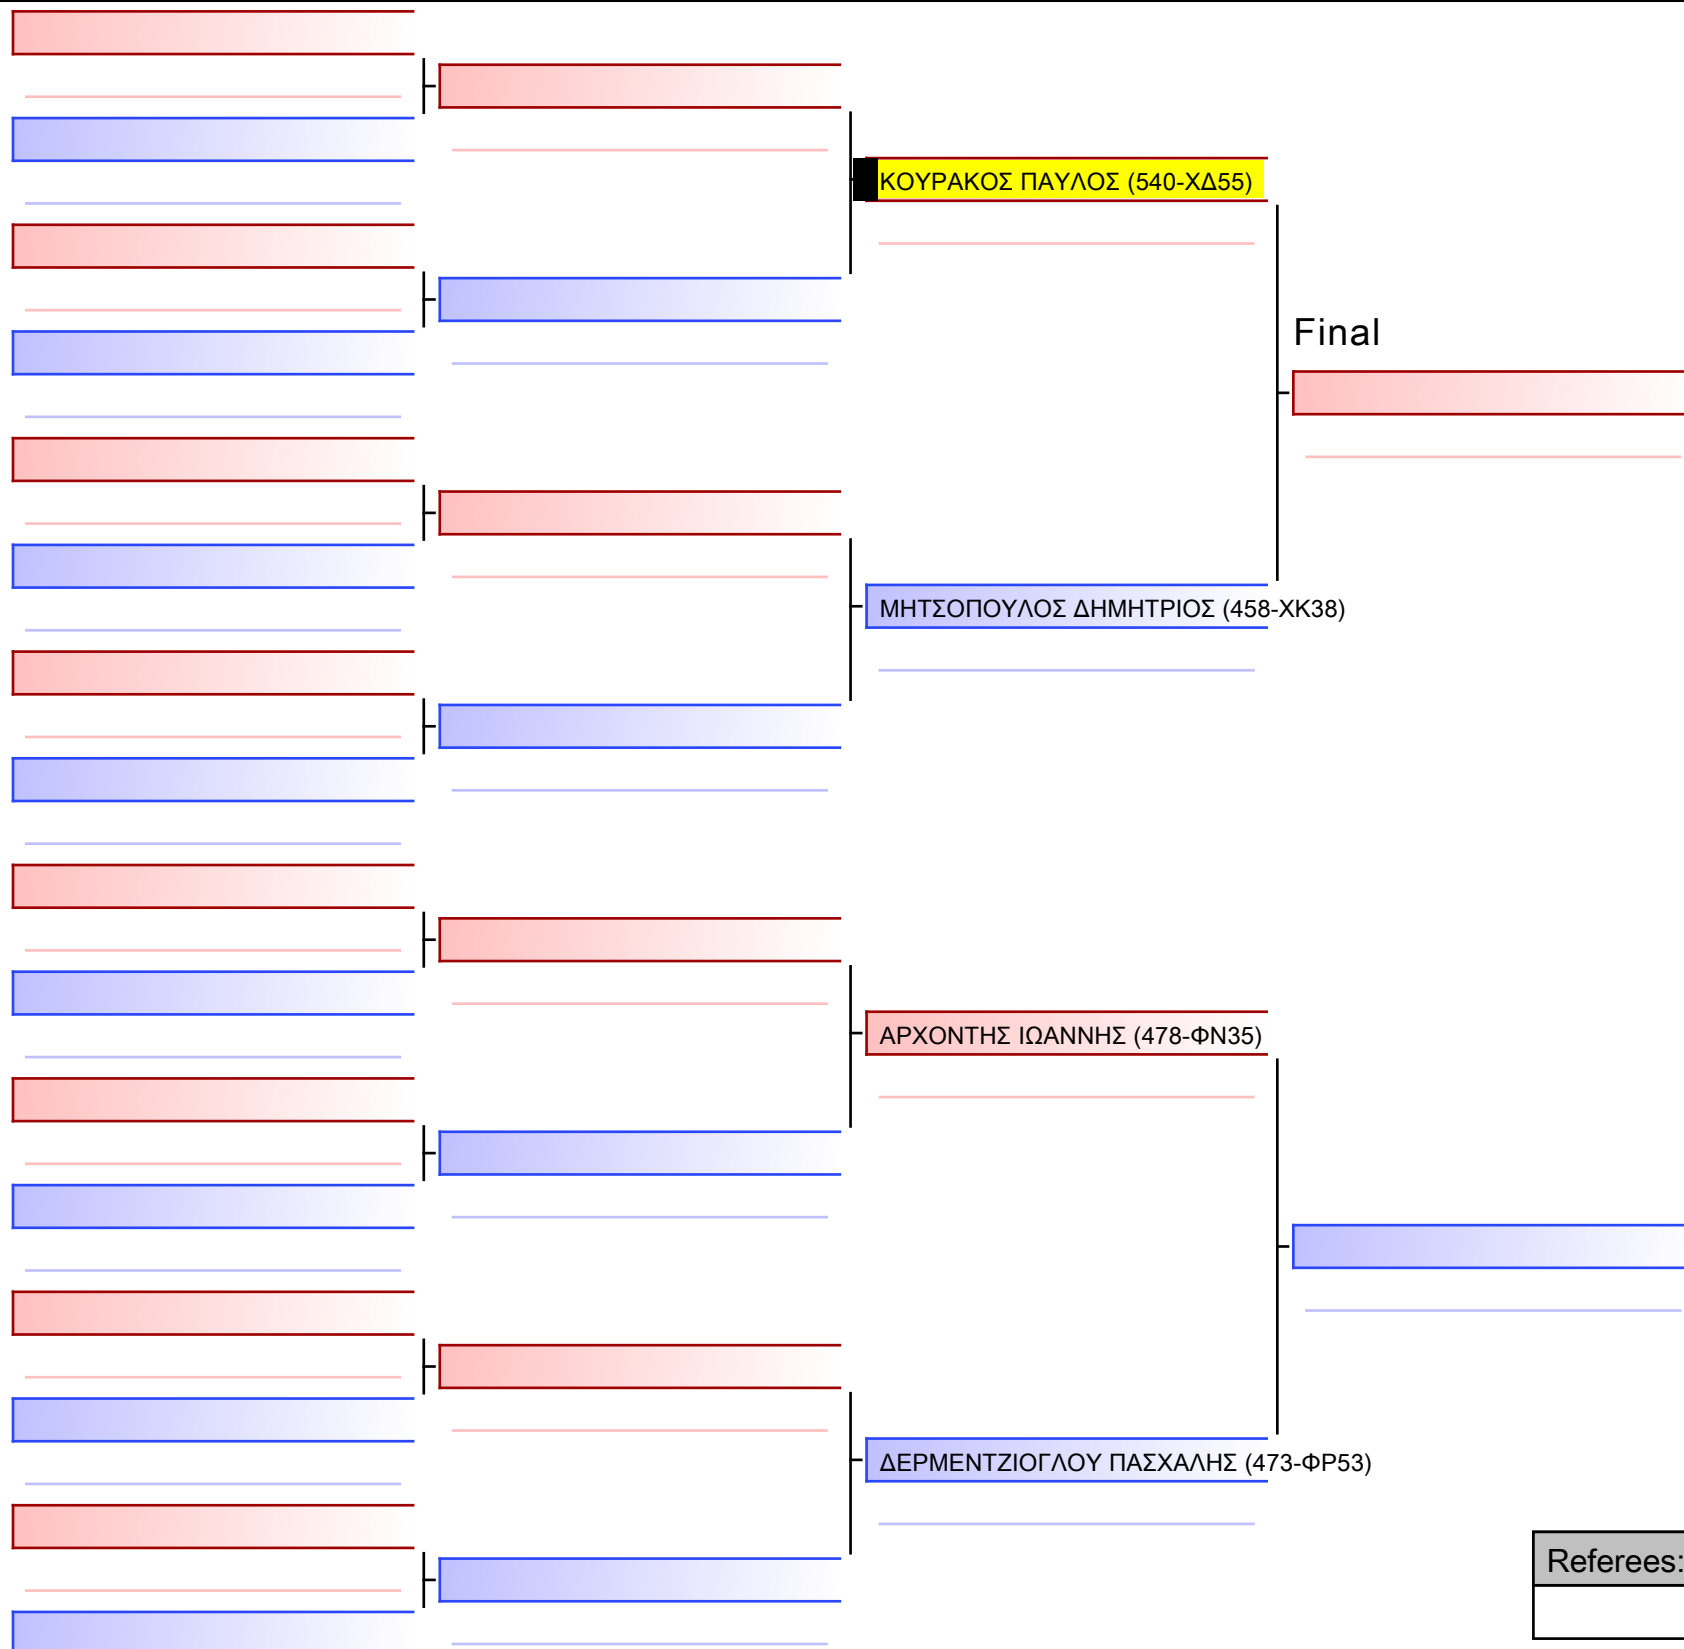 ΚΟΥΡΑΚΟΣ ΠΑΥΛΟΣ (540-ΧΔ55)
Final
ΜΗΤΣΟΠΟΥΛΟΣ ΔΗΜΗΤΡΙΟΣ (458-ΧΚ38)
ΑΡΧΟΝΤΗΣ ΙΩΑΝΝΗΣ (478-ΦΝ35)
ΔΕΡΜΕΝΤΖΙΟΓΛΟΥ ΠΑΣΧΑΛΗΣ (473-ΦΡ53)
Referees: